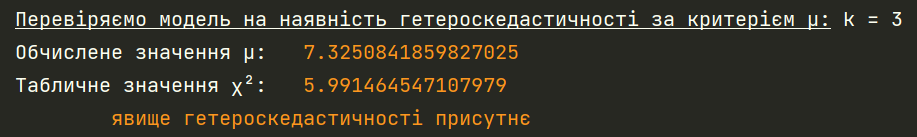 Перевіряємо модель на наявність гетероскедастичності за критерієм μ: k = 3
Обчислене значення μ: 7.3250841859827025
Табличне значення χ²: 5.991464547107979
явище гетероскедастичності присутнє